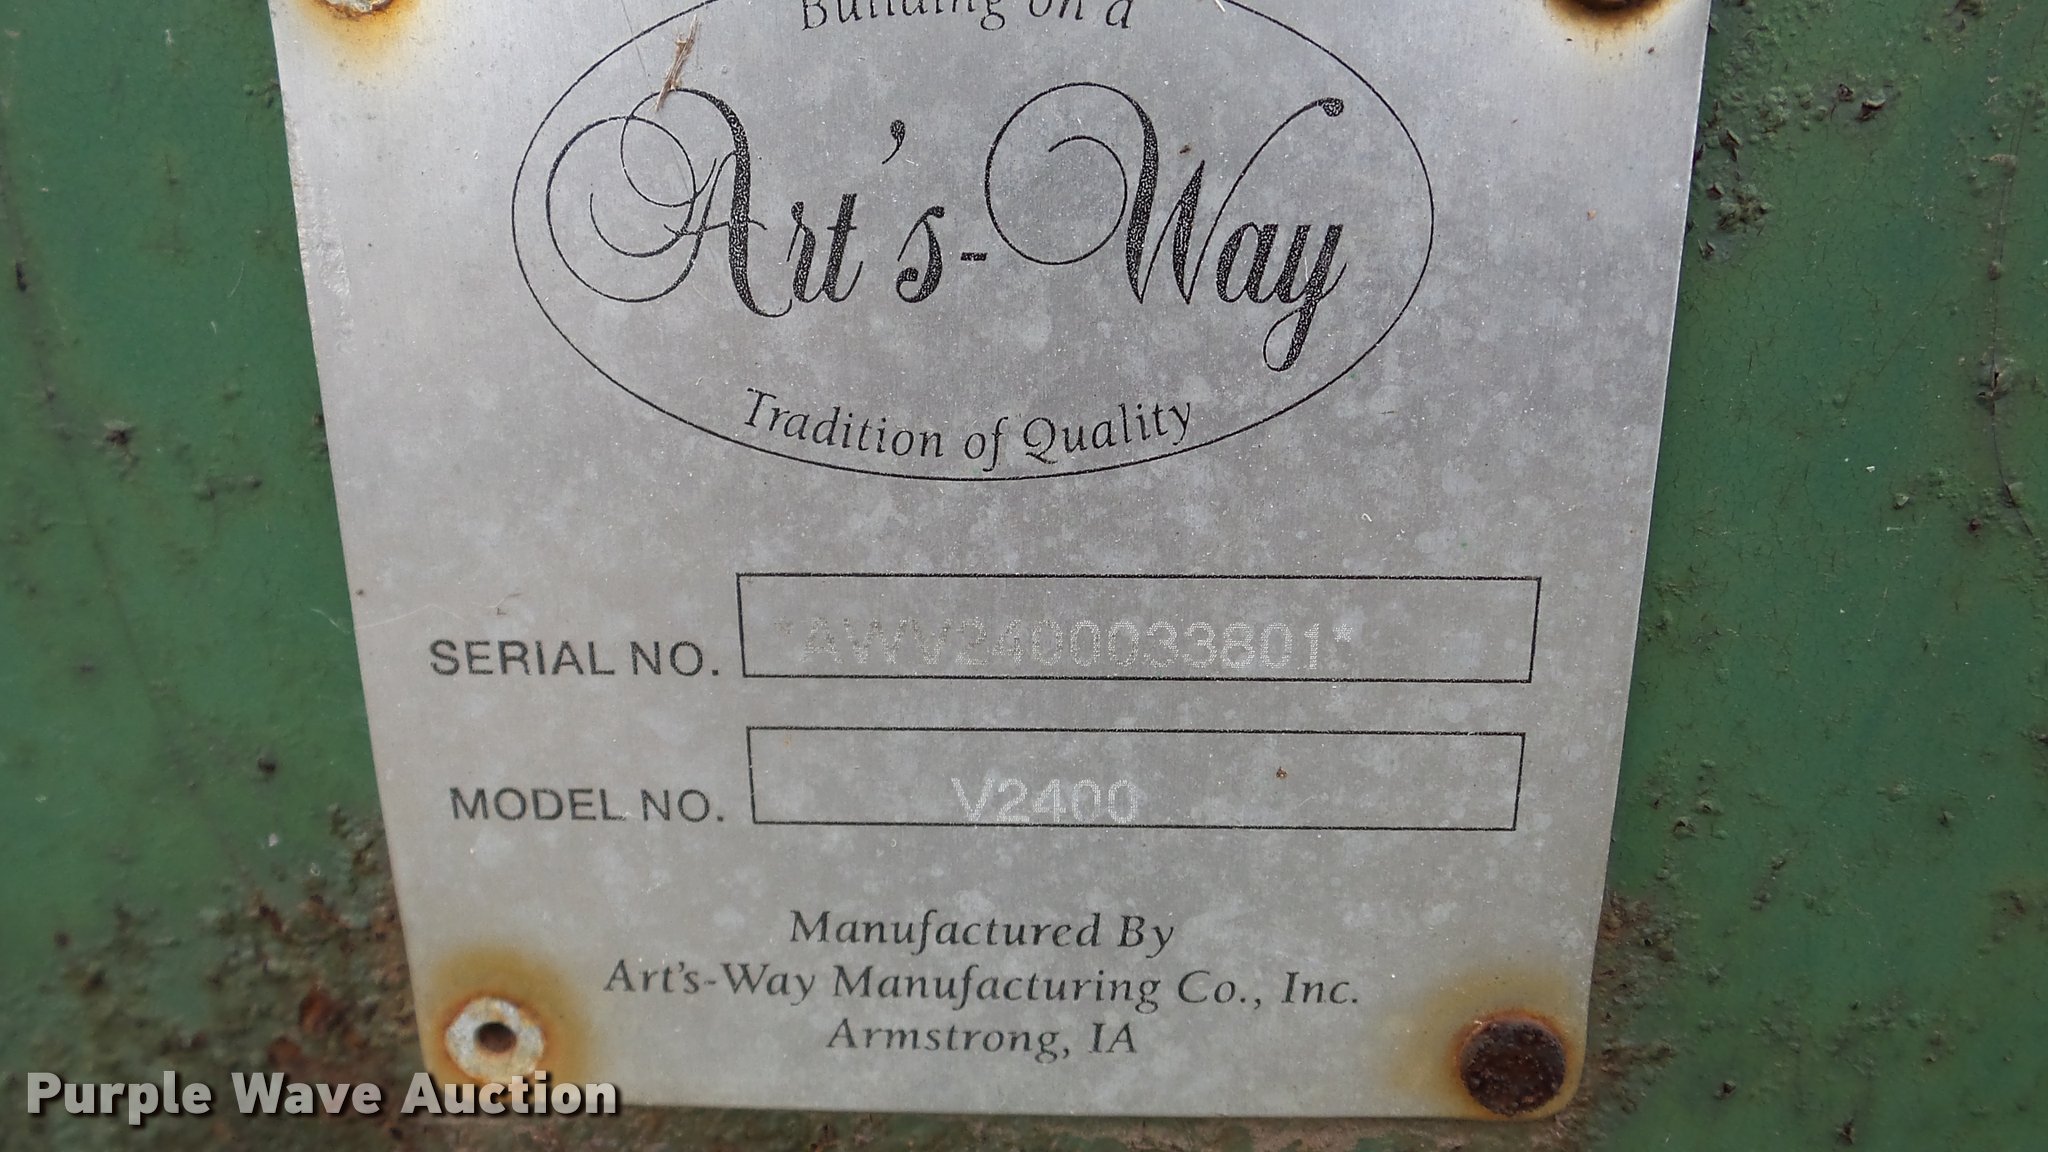 Building on a
Art's-Way
Tradition of Quality
SERIAL NO. *AWV2400033801*
MODEL NO. V2400
Manufactured By
Art's-Way Manufacturing Co., Inc.
Armstrong, IA
Purple Wave Auction